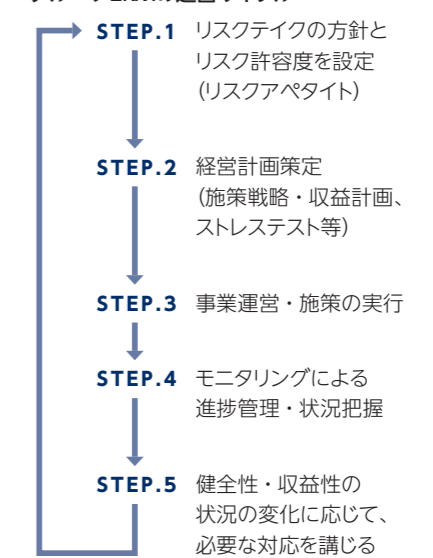 STEP.1 リスクテイクの方針と
リスク許容度を設定
(リスクアペタイト)
STEP.2 経営計画策定
(施策戦略・収益計画、
ストレステスト等)
STEP.3 事業運営・施策の実行
STEP.4 モニタリングによる
進捗管理・状況把握
STEP.5 健全性・収益性の
状況の変化に応じて、
必要な対応を講じる